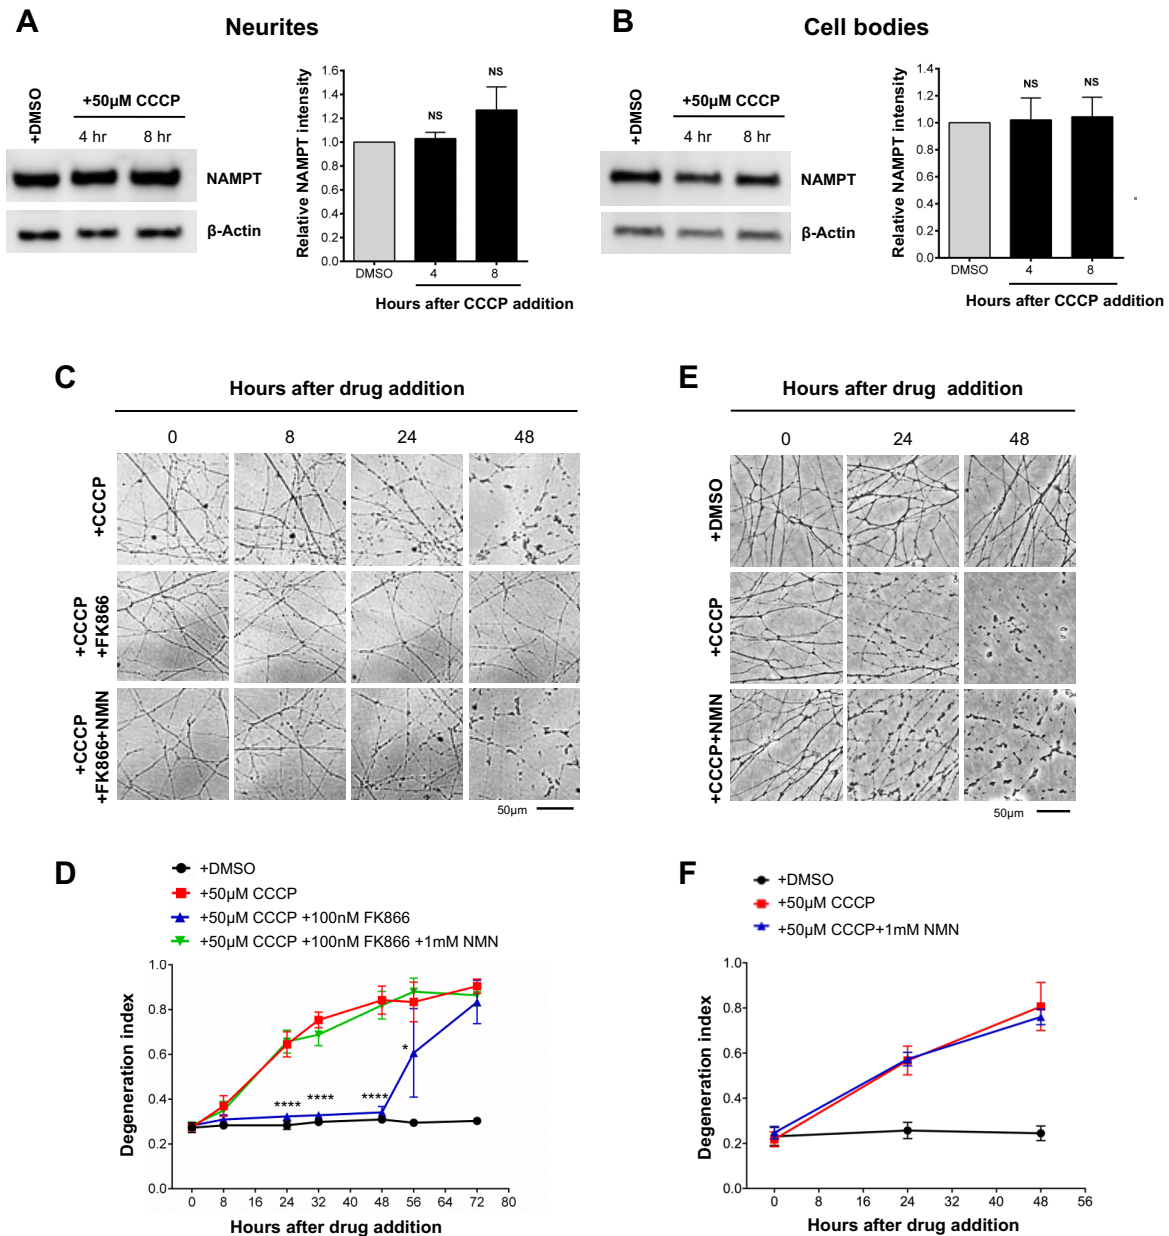 A
Neurites
+DMSO
+50µM CCCP
4 hr 8 hr
NAMPT
β-Actin
Relative NAMPT intensity
1.6
1.4
1.2
1.0
0.8
0.6
0.4
0.2
0.0
NS
NS
DMSO 4 8
Hours after CCCP addition
B
Cell bodies
+DMSO
+50µM CCCP
4 hr 8 hr
NAMPT
β-Actin
Relative NAMPT intensity
1.4
1.2
1.0
0.8
0.6
0.4
0.2
0.0
NS NS
DMSO 4 8
Hours after CCCP addition
C
Hours after drug addition
0 8 24 48
+CCCP
+CCCP
+FK866
+CCCP
+FK866+NMN
50µm
E
Hours after drug addition
0 24 48
+DMSO
+CCCP
+CCCP+NMN
50µm
D
+DMSO
+50µM CCCP
+50µM CCCP +100nM FK866
+50µM CCCP +100nM FK866 +1mM NMN
Degeneration index
1.0
0.8
0.6
0.4
0.2
0.0
**** **** **** *
0 8 16 24 32 40 48 56 64 72 80
Hours after drug addition
F
+DMSO
+50µM CCCP
+50µM CCCP+1mM NMN
Degeneration index
1.0
0.8
0.6
0.4
0.2
0.0
0 8 16 24 32 40 48 56
Hours after drug addition